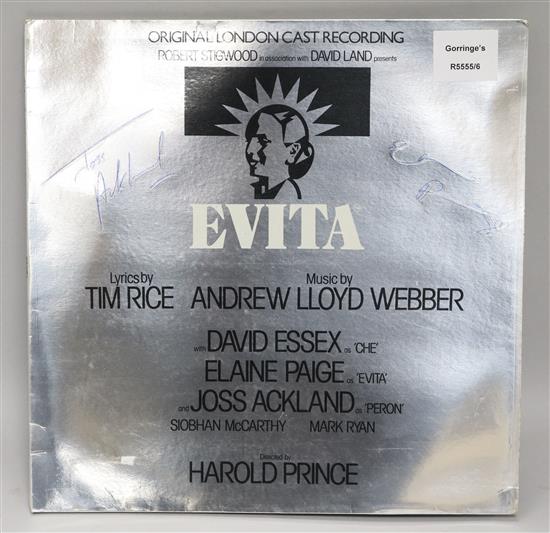 ORIGINAL LONDON CAST RECORDING
ROBERT STIGWOOD in association with DAVID LAND presents
Gorringe's
R5555/6
Joss
Ackland
EVITA
Lyrics by
TIM RICE
Music by
ANDREW LLOYD WEBBER
with DAVID ESSEX as 'CHE'
ELAINE PAIGE as 'EVITA'
and JOSS ACKLAND as 'PERON'
SIOBHAN McCARTHY MARK RYAN
Directed by
HAROLD PRINCE